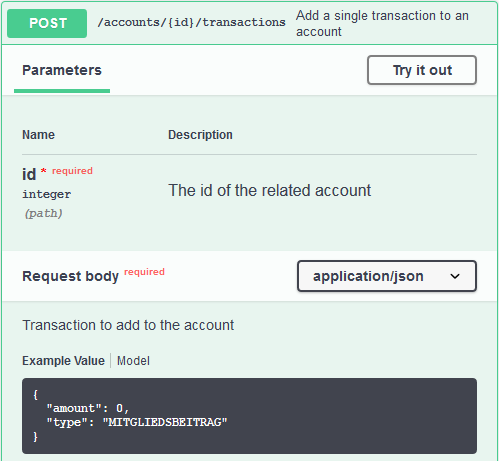 POST /accounts/{id}/transactions Add a single transaction to an
account
Parameters Try it out
Name Description
id * required
integer
(path)
The id of the related account
Request body required application/json
Transaction to add to the account
Example Value Model
{
"amount": 0,
"type": "MITGLIEDSBEITRAG"
}